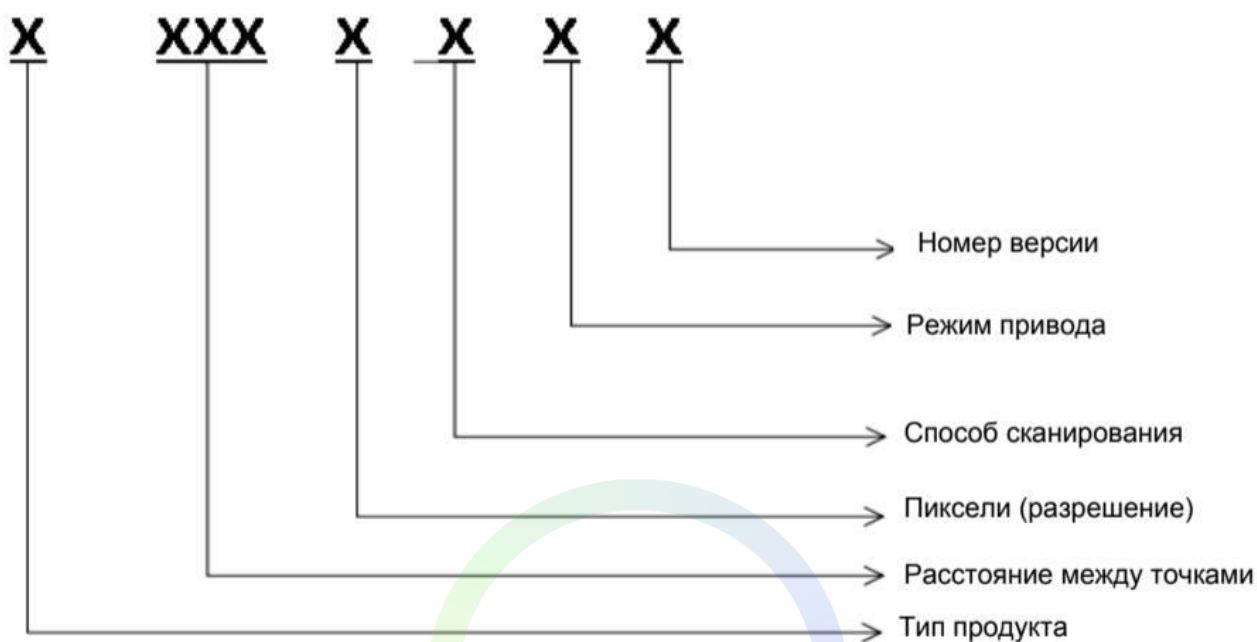 X XXX X X X X
Номер версии
Режим привода
Способ сканирования
Пиксели (разрешение)
Расстояние между точками
Тип продукта